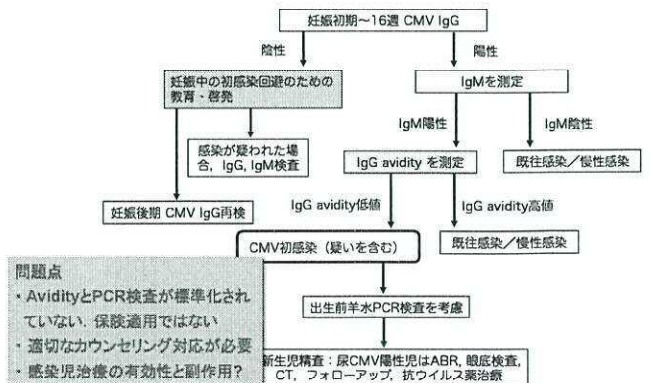 妊娠初期～16週 CMV IgG
陰性
陽性
妊娠中の初感染回避のための
教育・啓発
IgMを測定
IgM陽性
IgM陰性
感染が疑われた場
合，IgG, IgM検査
IgG avidity を測定
既往感染／慢性感染
妊娠後期 CMV IgG再検
IgG avidity低値
IgG avidity高値
CMV初感染（疑いを含む）
既往感染／慢性感染
問題点
・AvidityとPCR検査が標準化され
ていない. 保険適用ではない
・適切なカウンセリング対応が必要
・感染児治療の有効性と副作用?
出生前羊水PCR検査を考慮
新生児精査：尿CMV陽性児はABR, 眼底検査,
CT, フォローアップ，抗ウイルス薬治療